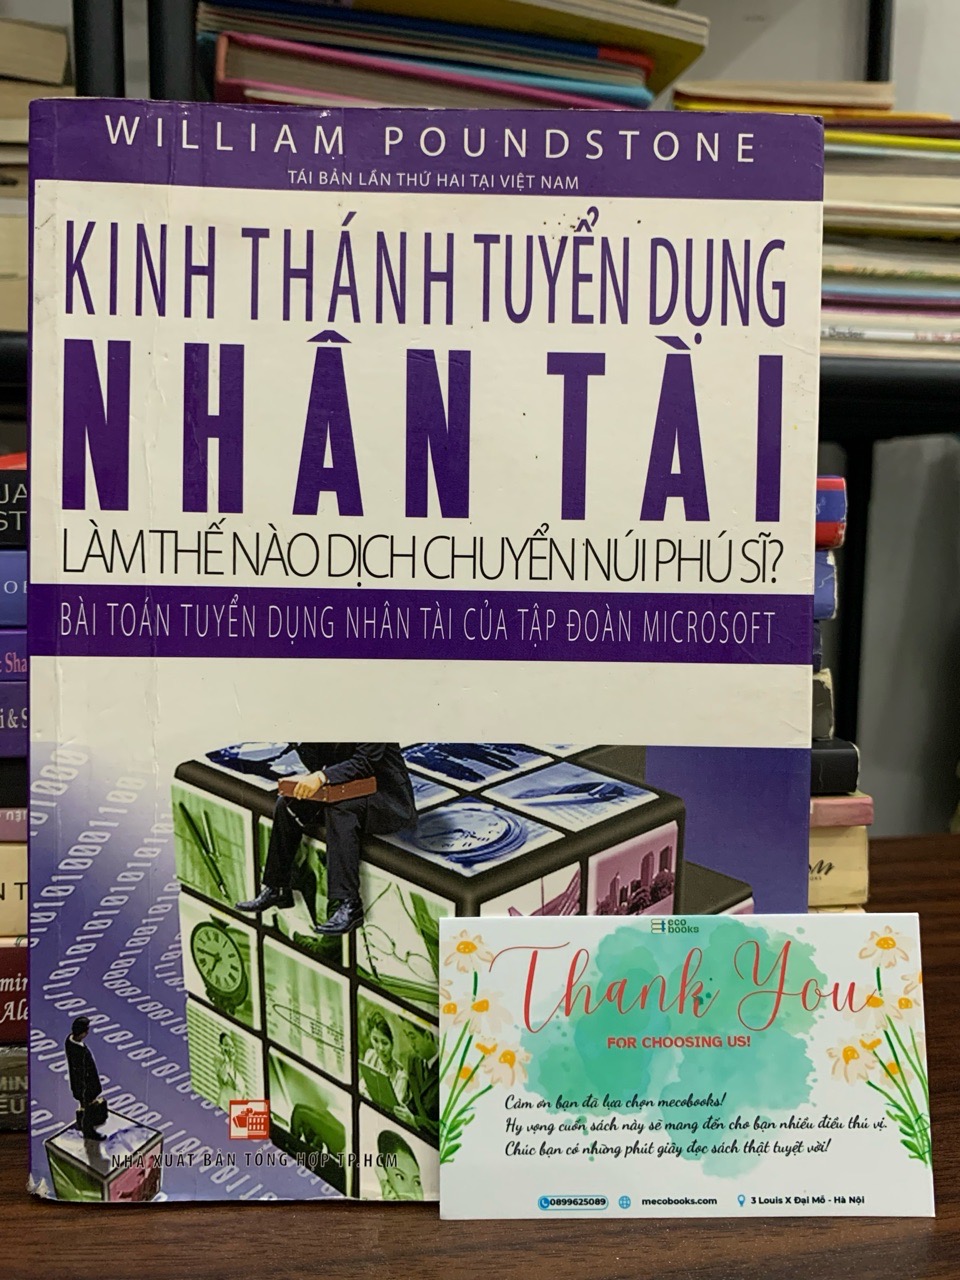 WILLIAM POUNDSTONE
TÁI BẢN LẦN THỨ HAI TẠI VIỆT NAM
KINH THÁNH TUYỂN DỤNG
NHÂN TÀI
LÀM THẾ NÀO DỊCH CHUYỂN NÚI PHÚ SĨ?
BÀI TOÁN TUYỂN DỤNG NHÂN TÀI CỦA TẬP ĐOÀN MICROSOFT
NHÀ XUẤT BẢN TỔNG HỢP TP.HCM
eco
books
Thank You
FOR CHOOSING US!
Cảm ơn bạn đã lựa chọn mecobooks!
Hy vọng cuốn sách này sẽ mang đến cho bạn nhiều điều thú vị.
Chúc bạn có những phút giây đọc sách thật tuyệt vời!
0899625089 mecobooks.com 3 Louis X Đại Mỗ - Hà Nội